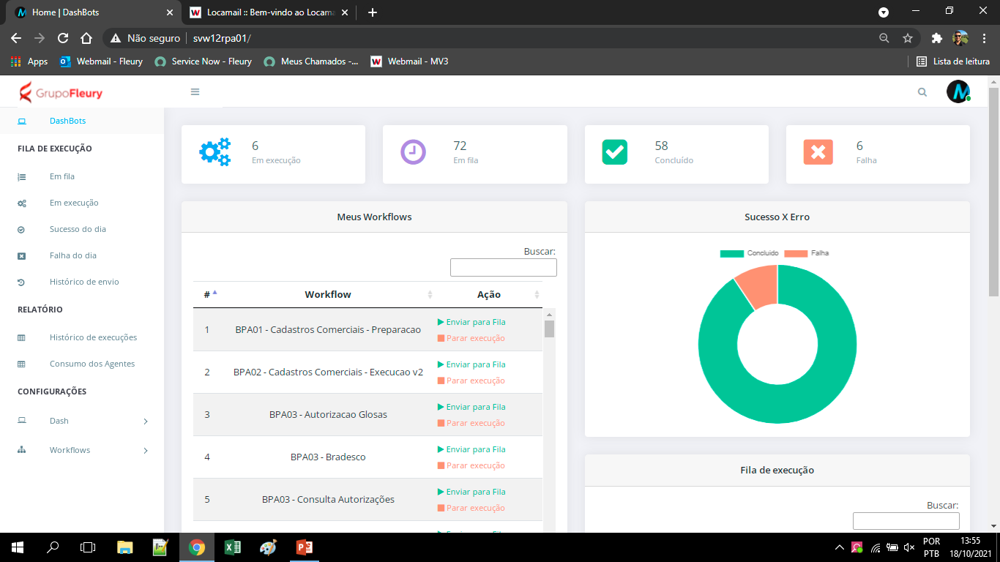 Home | DashBots
Locamail :: Bem-vindo ao Locama
Não seguro
svw12rpa01/
Apps
Webmail - Fleury
Service Now - Fleury
Meus Chamados -...
Webmail - MV3
Lista de leitura
GrupoFleury
DashBots
FILA DE EXECUÇÃO
Em fila
Em execução
Sucesso do dia
Falha do dia
Histórico de envio
RELATÓRIO
Histórico de execuções
Consumo dos Agentes
CONFIGURAÇÕES
Dash
Workflows
6
Em execução
72
Em fila
58
Concluído
6
Falha
Meus Workflows
Buscar:
# Workflow Ação
1 BPA01 - Cadastros Comerciais - Preparacao
Enviar para Fila
Parar execução
2 BPA02 - Cadastros Comerciais - Execucao v2
Enviar para Fila
Parar execução
3 BPA03 - Autorizacao Glosas
Enviar para Fila
Parar execução
4 BPA03 - Bradesco
Enviar para Fila
Parar execução
5 BPA03 - Consulta Autorizações
Enviar para Fila
Parar execução
Sucesso X Erro
Concluido Falha
Fila de execução
Buscar:
POR
PTB
13:55
18/10/2021